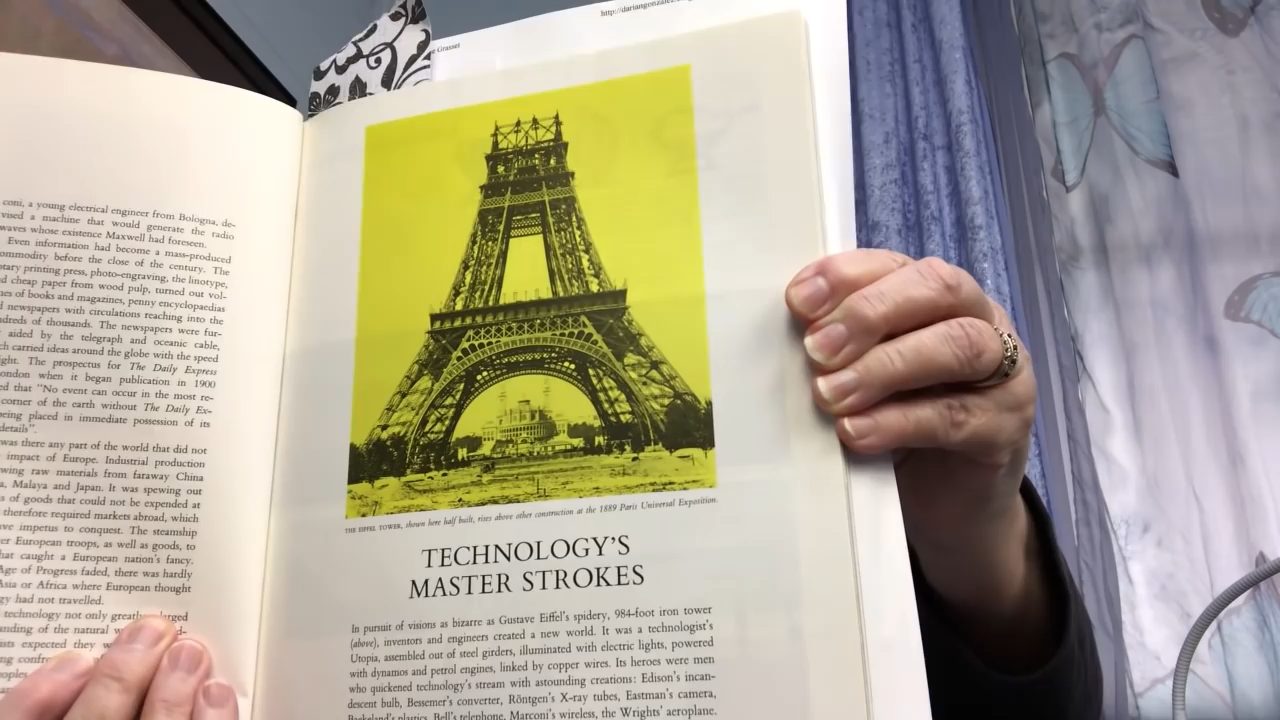 http://dariangonzalez
Grasset
coni, a young electrical engineer from Bologna, de-
vised a machine that would generate the radio
waves whose existence Maxwell had foreseen.
Even information had become a mass-produced
ommodity before the close of the century. The
otary printing press, photo-engraving, the linotype,
d cheap paper from wood pulp, turned out vol-
nes of books and magazines, penny encyclopaedias
d newspapers with circulations reaching into the
ndreds of thousands. The newspapers were fur-
aided by the telegraph and oceanic cable,
ch carried ideas around the globe with the speed
ight. The prospectus for The Daily Express
ondon when it began publication in 1900
ed that "No event can occur in the most re-
corner of the earth without The Daily Ex-
being placed in immediate possession of its
details".
was there any part of the world that did not
impact of Europe. Industrial production
wing raw materials from faraway China
a, Malaya and Japan. It was spewing out
s of goods that could not be expended at
therefore required markets abroad, which
ve impetus to conquest. The steamship
er European troops, as well as goods, to
hat caught a European nation's fancy.
Age of Progress faded, there was hardly
Asia or Africa where European thought
gy had not travelled.
technology not only greatly
anding of the natural w
ists expected they w
ng confr
oples
THE EIFFEL TOWER, shown here half built, rises above other construction at the 1889 Paris Universal Exposition.
TECHNOLOGY'S
MASTER STROKES
In pursuit of visions as bizarre as Gustave Eiffel's spidery, 984-foot iron tower
(above), inventors and engineers created a new world. It was a technologist's
Utopia, assembled out of steel girders, illuminated with electric lights, powered
with dynamos and petrol engines, linked by copper wires. Its heroes were men
who quickened technology's stream with astounding creations: Edison's incan-
descent bulb, Bessemer's converter, Röntgen's X-ray tubes, Eastman's camera,
Baekeland's plastics, Bell's telephone, Marconi's wireless, the Wrights' aeroplane.